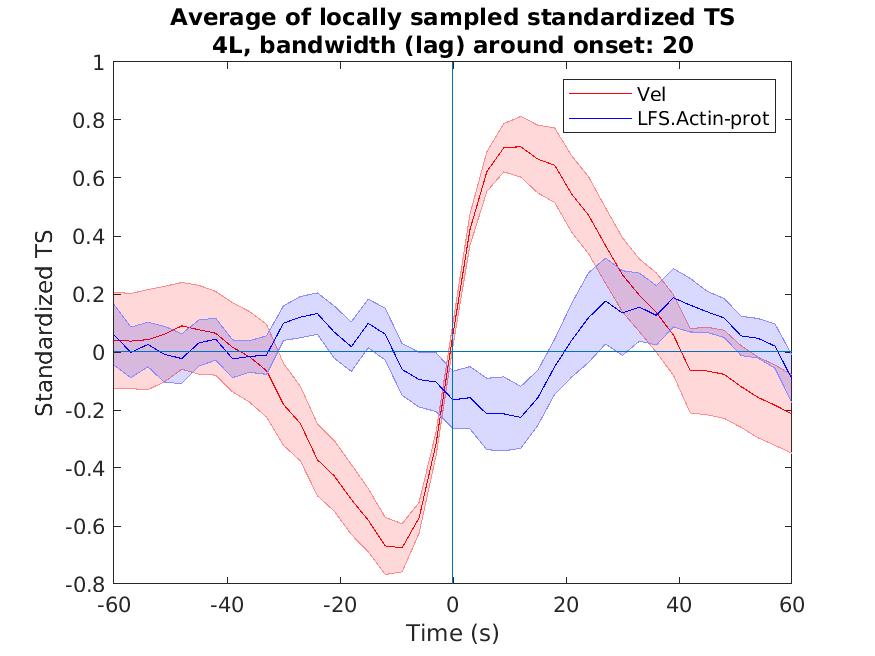 Average of locally sampled standardized TS
4L, bandwidth (lag) around onset: 20
Vel
LFS.Actin-prot
Standardized TS
1
0.8
0.6
0.4
0.2
0
-0.2
-0.4
-0.6
-0.8
-60
-40
-20
0
20
40
60
Time (s)